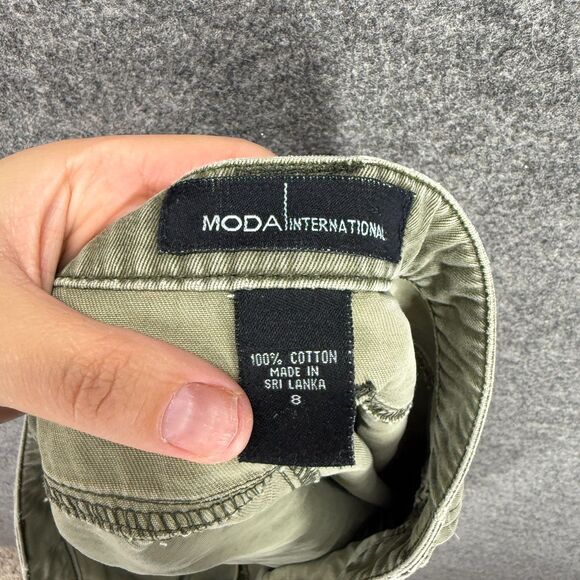 MODA INTERNATIONAL
100% COTTON
MADE IN
SRI LANKA
8